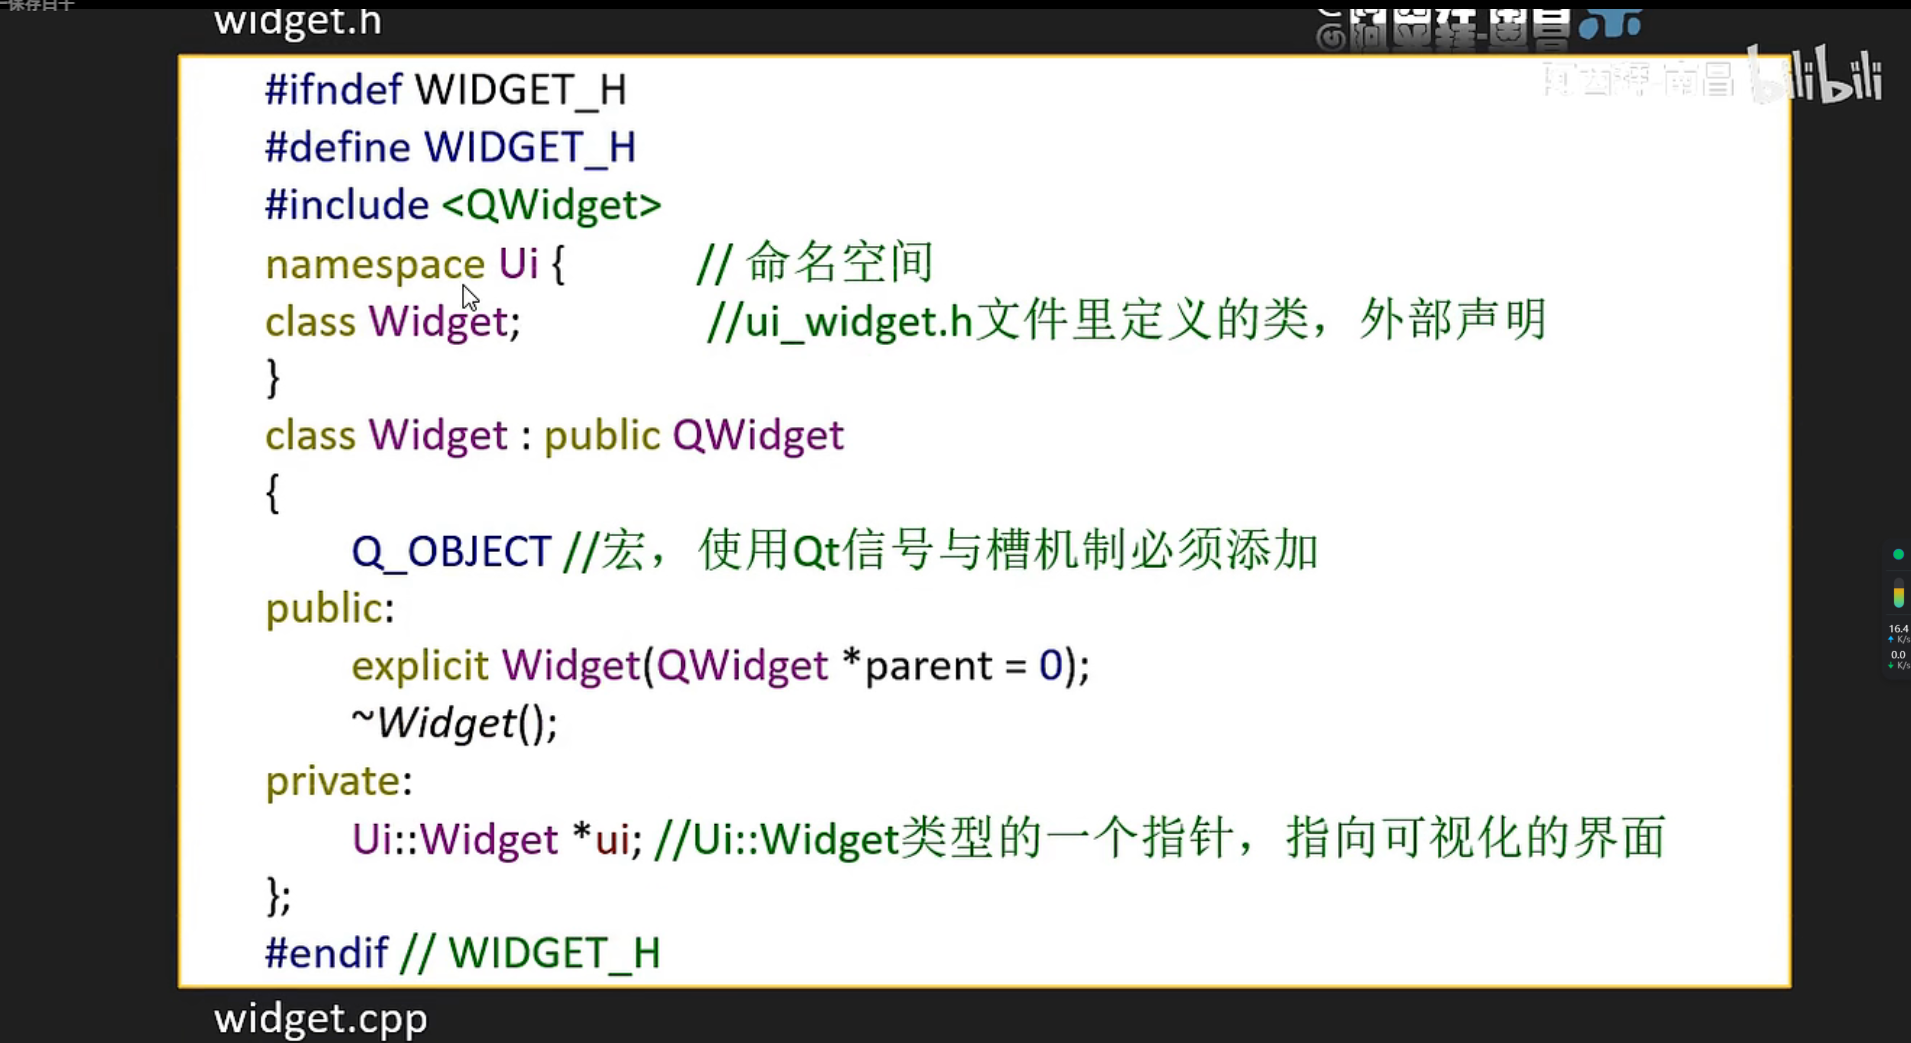 widget.h
bilibili
#ifndef WIDGET_H
#define WIDGET_H
#include <QWidget>
namespace Ui { // 命名空间
class Widget; //ui_widget.h文件里定义的类，外部声明
}
class Widget : public QWidget
{
Q_OBJECT //宏，使用Qt信号与槽机制必须添加
public:
explicit Widget(QWidget *parent = 0);
~Widget();
private:
Ui::Widget *ui; //Ui::Widget类型的一个指针，指向可视化的界面
};
#endif // WIDGET_H
widget.cpp
16.4
K/s
0.0
K/s